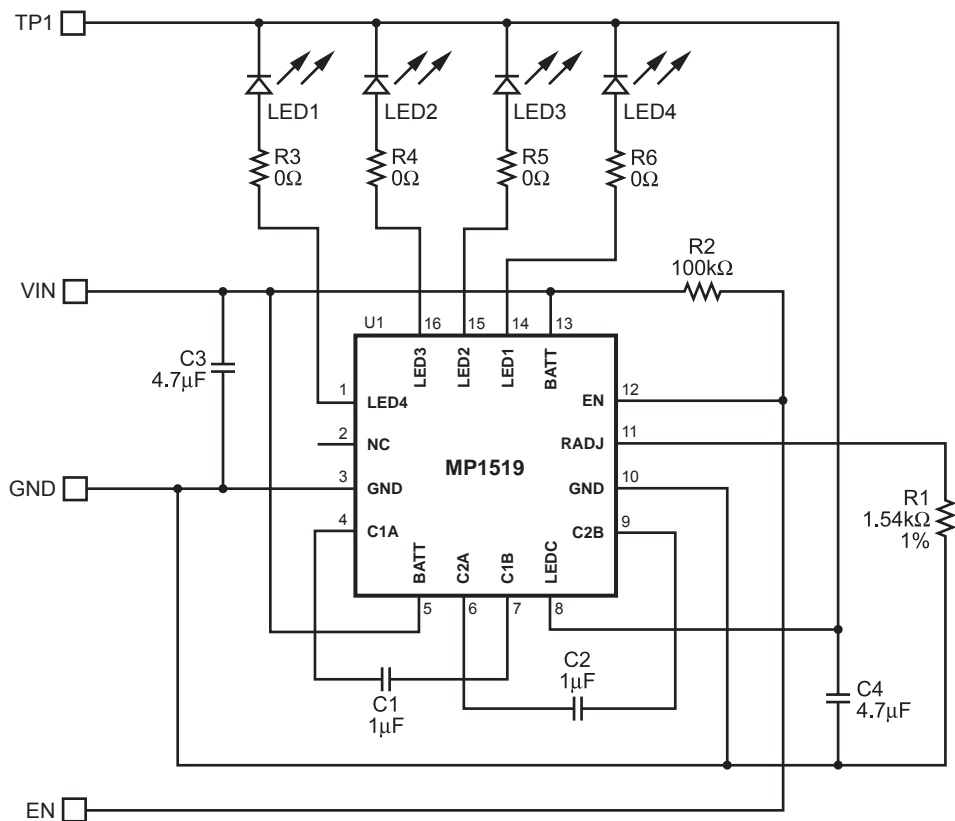 TP1
LED1
LED2
LED3
LED4
R3
0Ω
R4
0Ω
R5
0Ω
R6
0Ω
R2
100kΩ
VIN
U1
16
15
14
13
LED3
LED2
LED1
BATT
C3
4.7µF
1
LED4
EN
12
2
NC
RADJ
11
MP1519
GND
3
GND
GND
10
R1
1.54kΩ
1%
4
C1A
C2B
9
BATT
C2A
C1B
LEDC
5
6
7
8
C1
1µF
C2
1µF
C4
4.7µF
EN